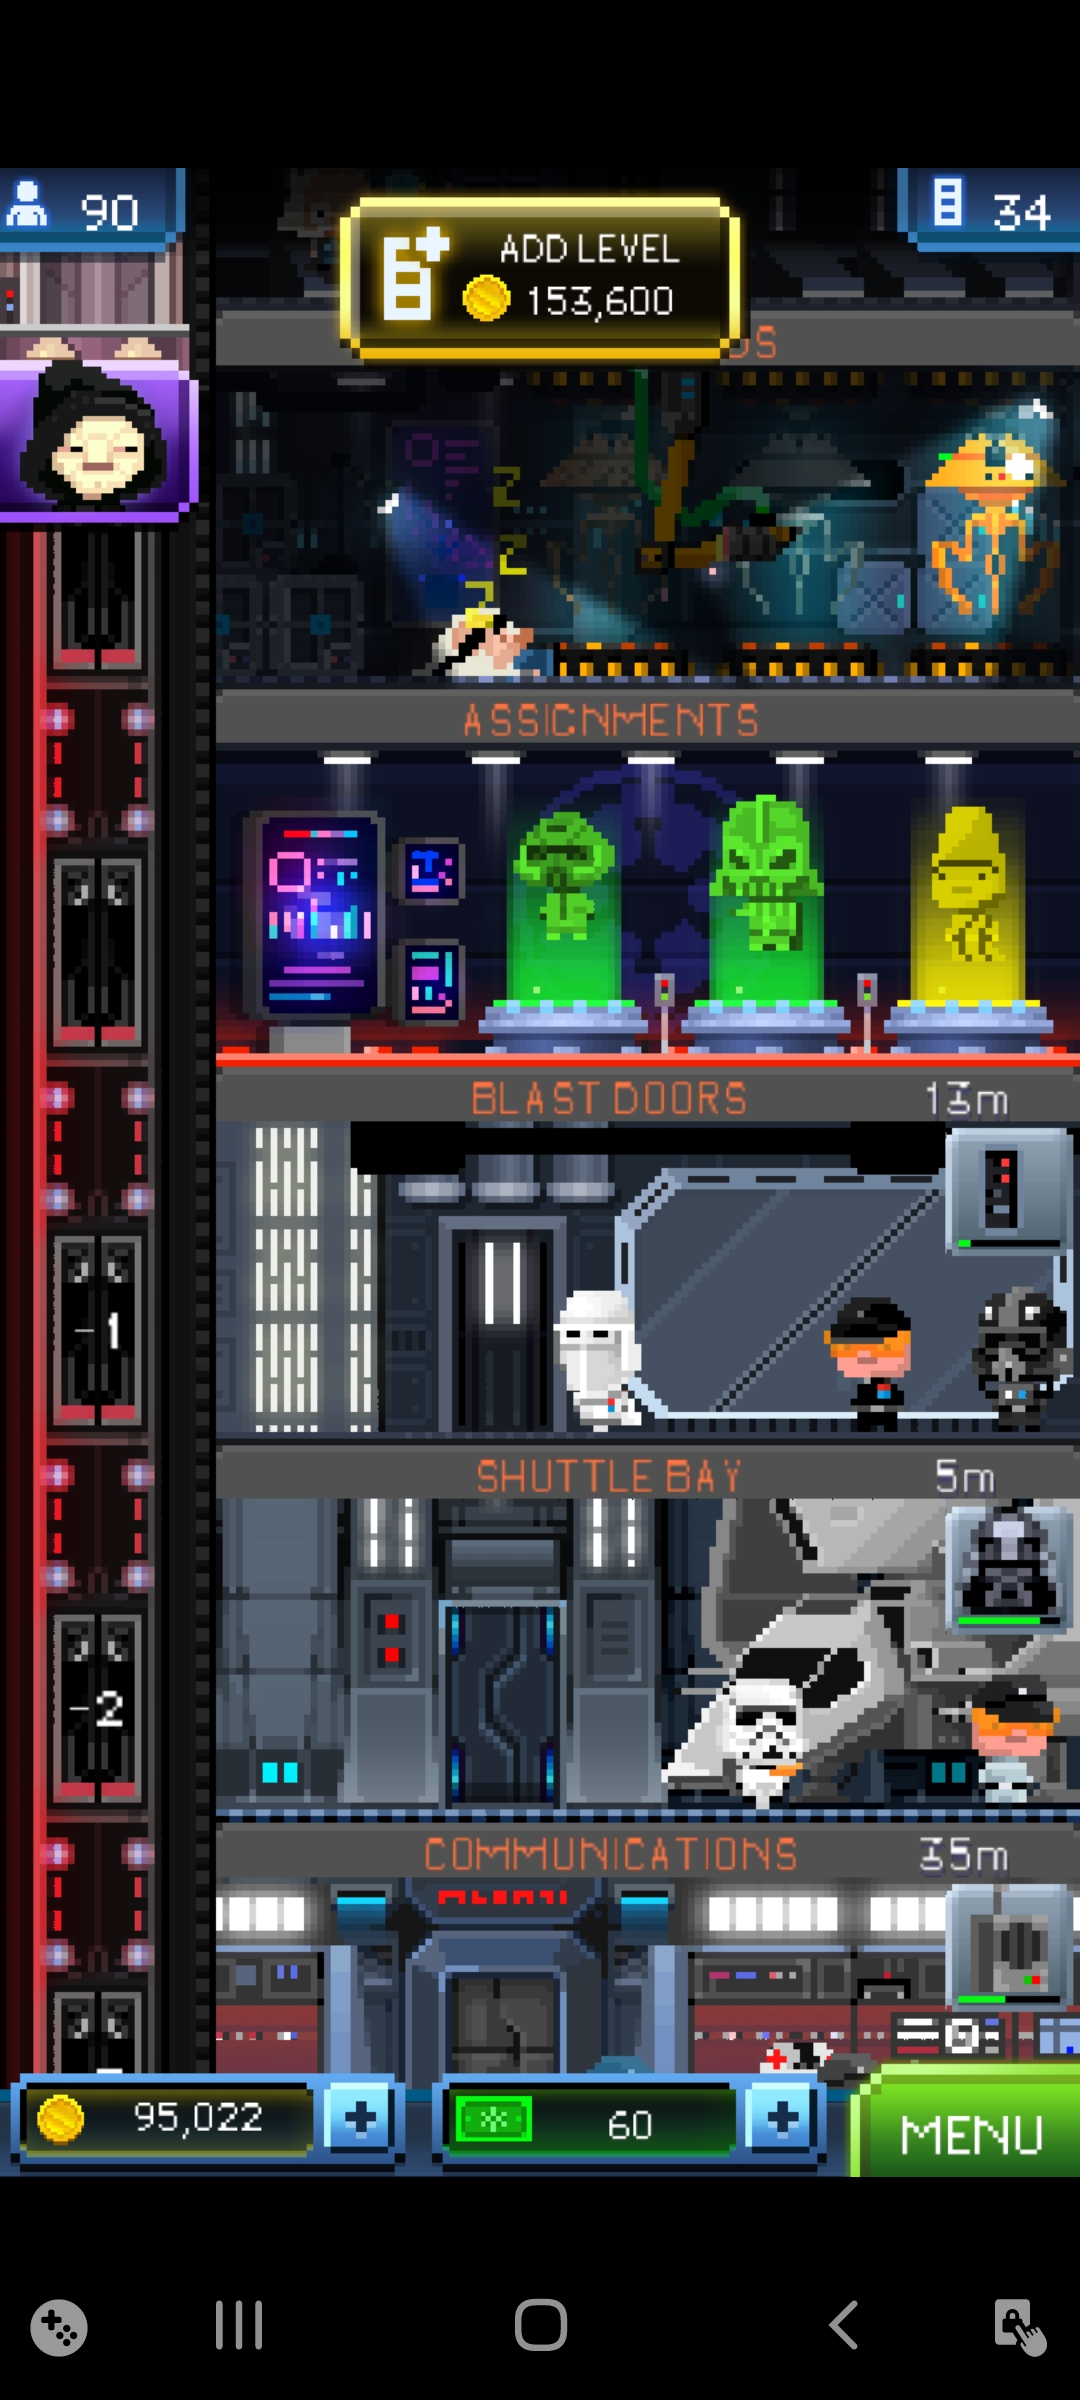 90
ADD LEVEL
153,600
34
Z
Z
Z
ASSIGNMENTS
BLAST DOORS 13m
-1
SHUTTLE BAY 5m
-2
COMMUNICATIONS 35m
95,022
60
MENU